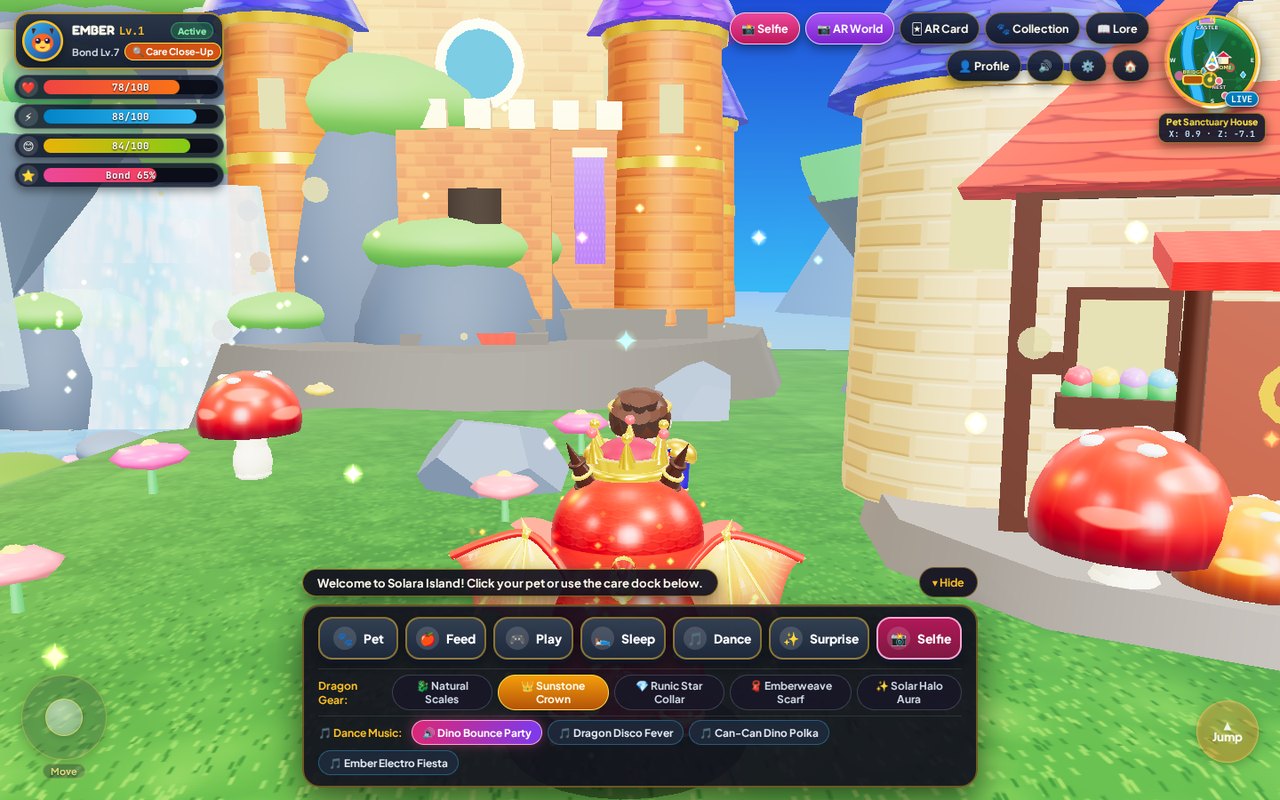 EMBER Lv.1
Active
Bond Lv.7
Care Close-Up
78/100
88/100
84/100
Bond 65%
Selfie
AR World
AR Card
Collection
Lore
Profile
CASTLE
W
E
HOME
NEST
S
LIVE
Pet Sanctuary House
X: 0.9 · Z: -7.1
Welcome to Solara Island! Click your pet or use the care dock below.
▾ Hide
Pet
Feed
Play
Sleep
Dance
Surprise
Selfie
Dragon
Gear:
Natural
Scales
Sunstone
Crown
Runic Star
Collar
Emberweave
Scarf
Solar Halo
Aura
Dance Music:
Dino Bounce Party
Dragon Disco Fever
Can-Can Dino Polka
Ember Electro Fiesta
Move
▲
Jump